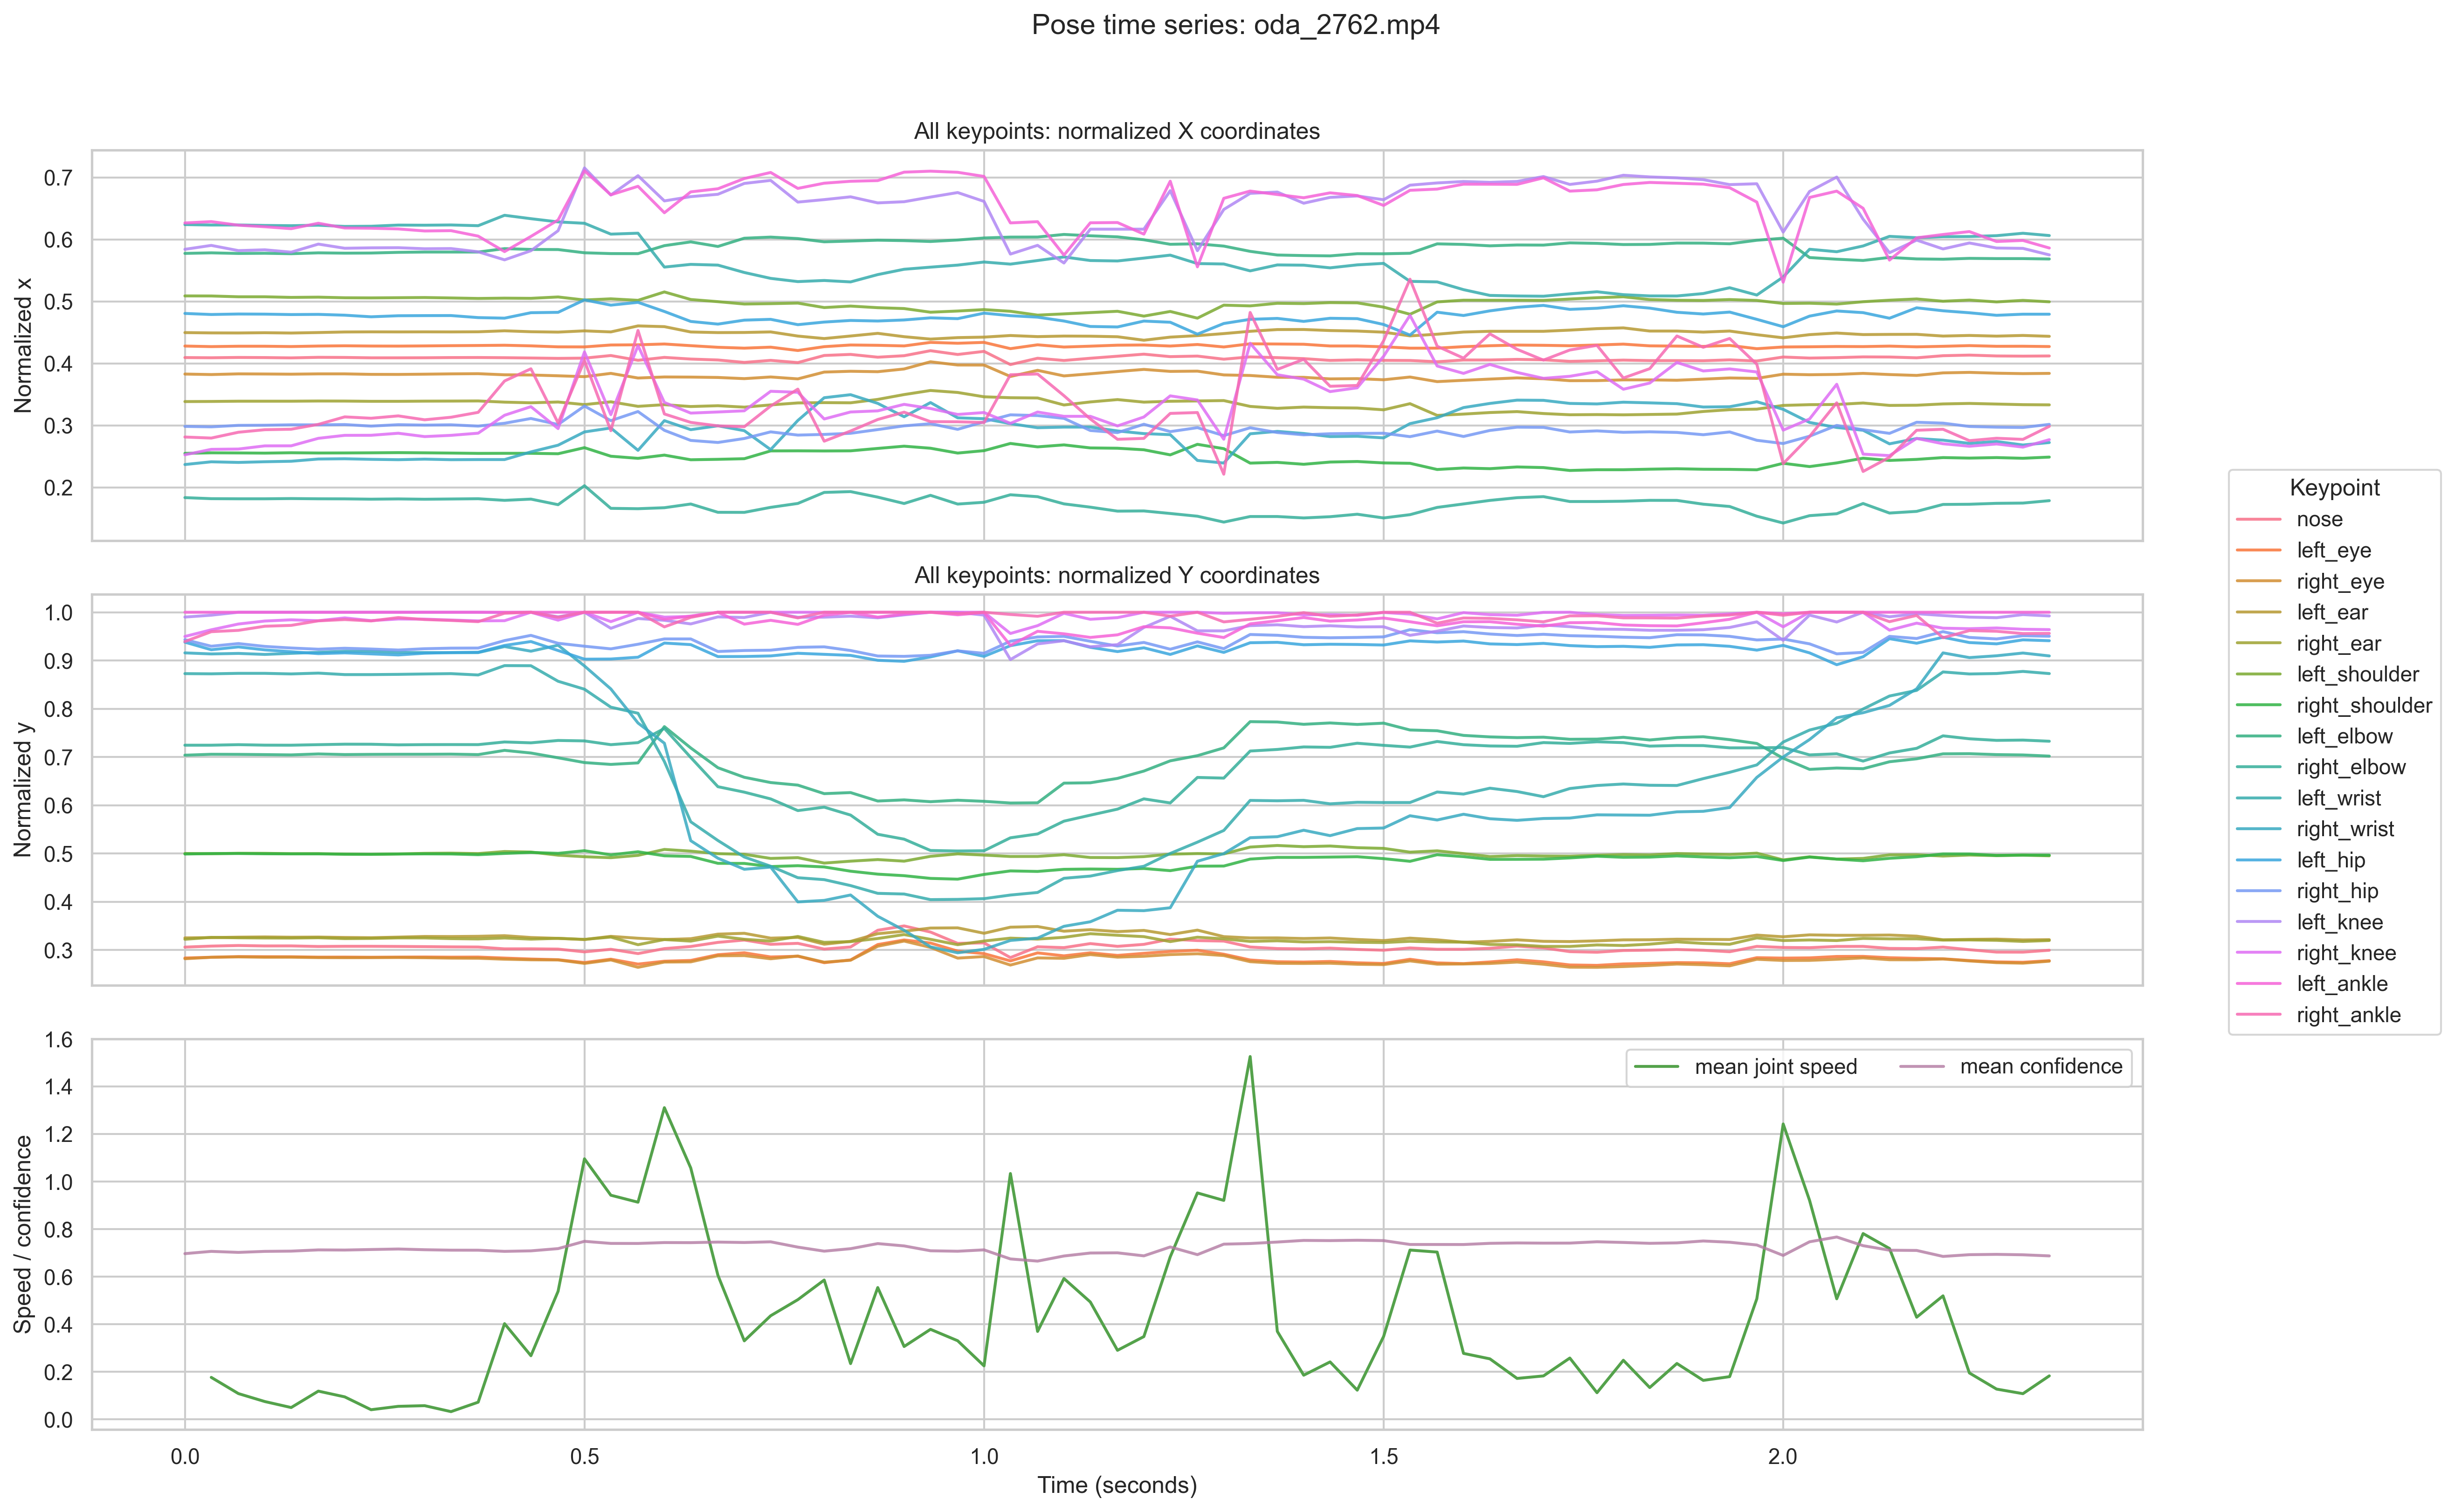 Pose time series: oda_2762.mp4
All keypoints: normalized X coordinates
Normalized x
0.7
0.6
0.5
0.4
0.3
0.2
All keypoints: normalized Y coordinates
Normalized y
1.0
0.9
0.8
0.7
0.6
0.5
0.4
0.3
Keypoint
nose
left_eye
right_eye
left_ear
right_ear
left_shoulder
right_shoulder
left_elbow
right_elbow
left_wrist
right_wrist
left_hip
right_hip
left_knee
right_knee
left_ankle
right_ankle
Speed / confidence
1.6
1.4
1.2
1.0
0.8
0.6
0.4
0.2
0.0
mean joint speed mean confidence
0.0 0.5 1.0 1.5 2.0
Time (seconds)